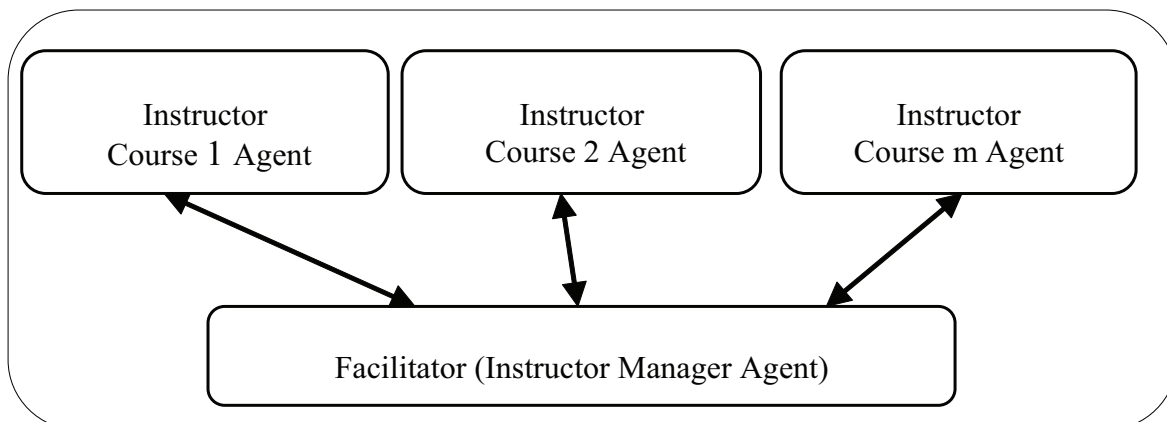 Instructor
Course 1 Agent
Instructor
Course 2 Agent
Instructor
Course m Agent
Facilitator (Instructor Manager Agent)